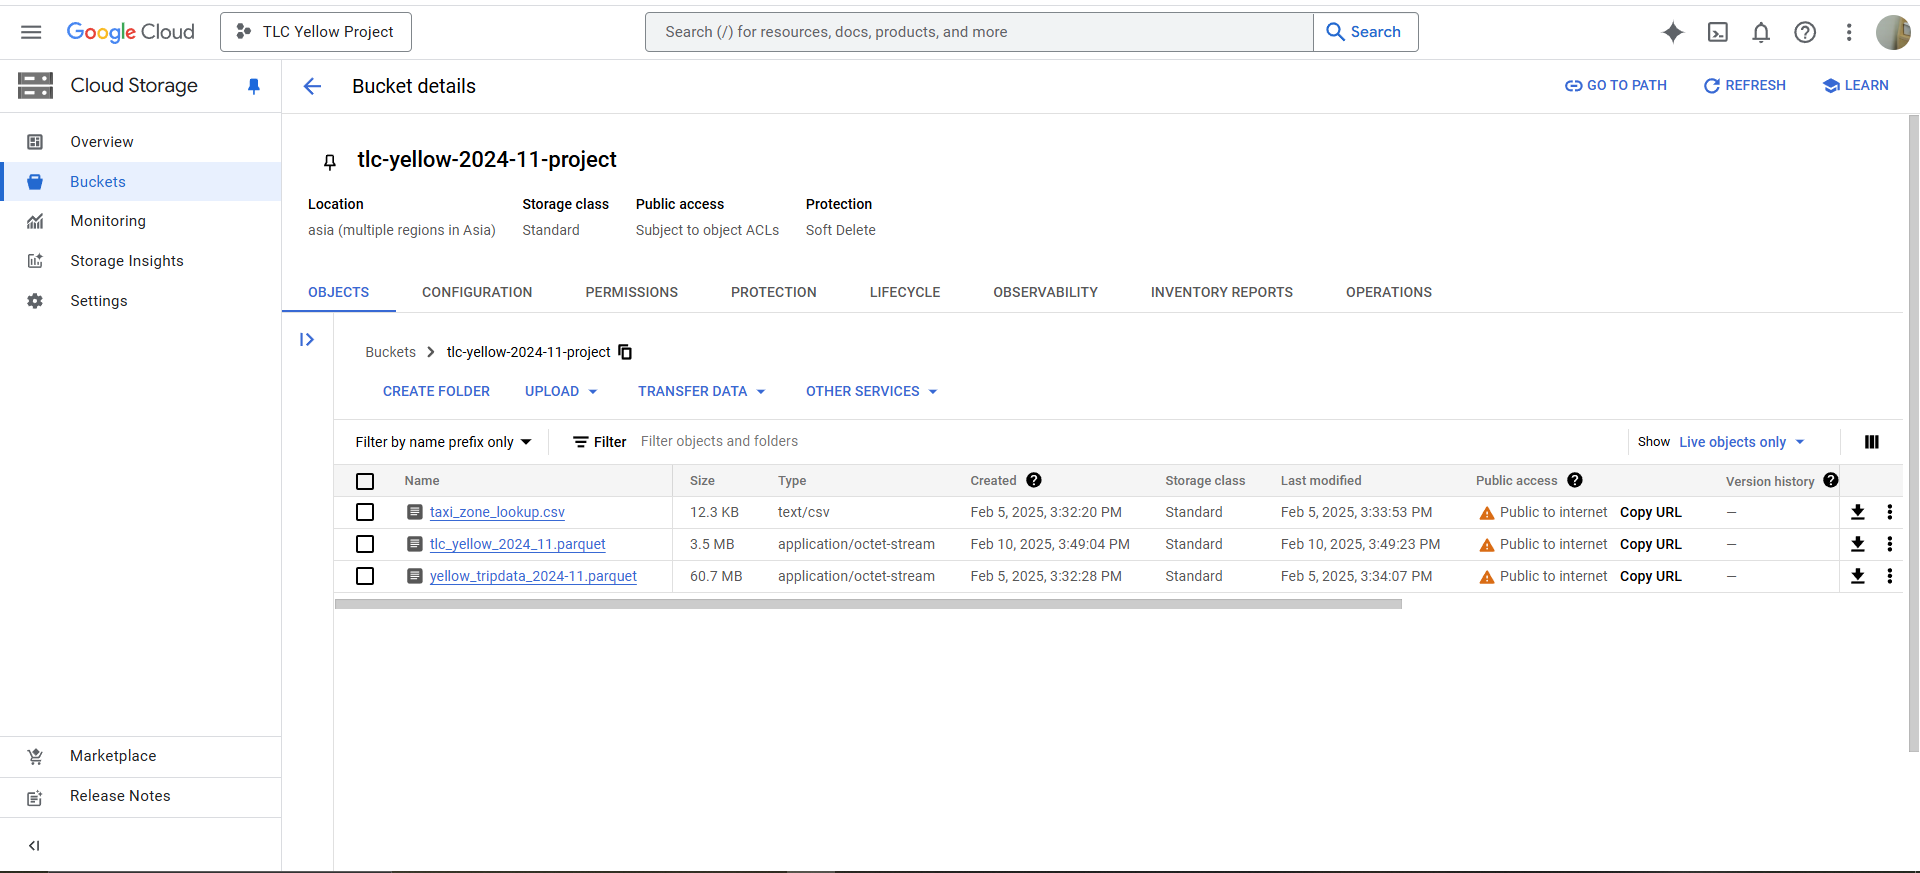 Google Cloud
TLC Yellow Project
Search (/) for resources, docs, products, and more
Search
Cloud Storage
Bucket details
GO TO PATH
REFRESH
LEARN
Overview
Buckets
Monitoring
Storage Insights
Settings
Marketplace
Release Notes
tlc-yellow-2024-11-project
Location Storage class Public access Protection
asia (multiple regions in Asia) Standard Subject to object ACLs Soft Delete
OBJECTS CONFIGURATION PERMISSIONS PROTECTION LIFECYCLE OBSERVABILITY INVENTORY REPORTS OPERATIONS
Buckets tlc-yellow-2024-11-project
CREATE FOLDER UPLOAD TRANSFER DATA OTHER SERVICES
Filter by name prefix only Filter Filter objects and folders Show Live objects only
Name Size Type Created Storage class Last modified Public access Version history
taxi_zone_lookup.csv 12.3 KB text/csv Feb 5, 2025, 3:32:20 PM Standard Feb 5, 2025, 3:33:53 PM Public to internet Copy URL —
tlc_yellow_2024_11.parquet 3.5 MB application/octet-stream Feb 10, 2025, 3:49:04 PM Standard Feb 10, 2025, 3:49:23 PM Public to internet Copy URL —
yellow_tripdata_2024-11.parquet 60.7 MB application/octet-stream Feb 5, 2025, 3:32:28 PM Standard Feb 5, 2025, 3:34:07 PM Public to internet Copy URL —